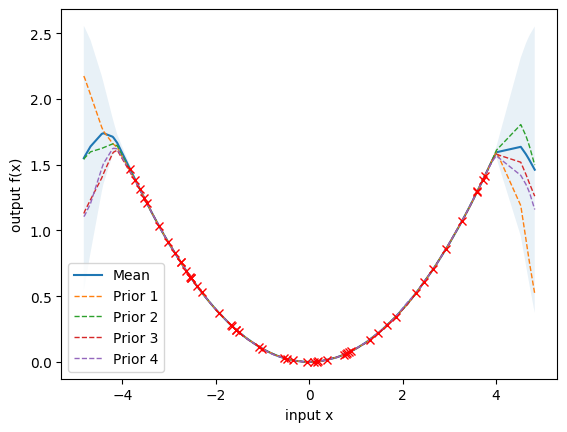 2.5
2.0
1.5
1.0
0.5
0.0
output f(x)
Mean
Prior 1
Prior 2
Prior 3
Prior 4
−4
−2
0
2
4
input x